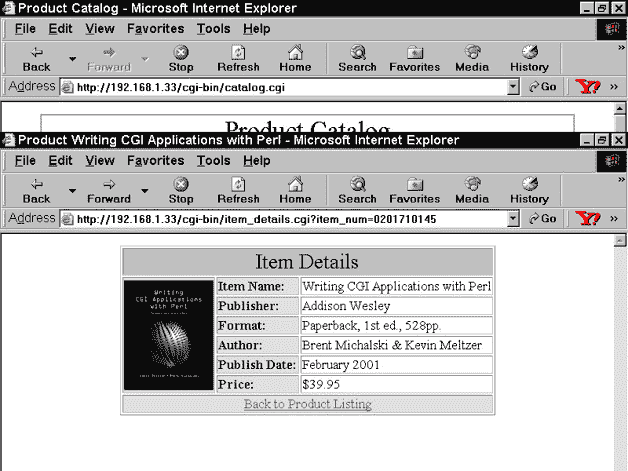 Product Catalog - Microsoft Internet Explorer
File Edit View Favorites Tools Help
»
Back Forward Stop Refresh Home Search Favorites Media History
Address http://192.168.1.33/cgi-bin/catalog.cgi Go Y! »
Product Catalog
Product Writing CGI Applications with Perl - Microsoft Internet Explorer
File Edit View Favorites Tools Help
»
Back Forward Stop Refresh Home Search Favorites Media History
Address http://192.168.1.33/cgi-bin/item_details.cgi?item_num=0201710145 Go Y! »
Item Details
Writing
CGI Applications
with Perl
Item Name: Writing CGI Applications with Perl
Publisher: Addison Wesley
Format: Paperback, 1st ed., 528pp.
Author: Brent Michalski & Kevin Meltzer
Publish Date: February 2001
Price: $39.95
Back to Product Listing